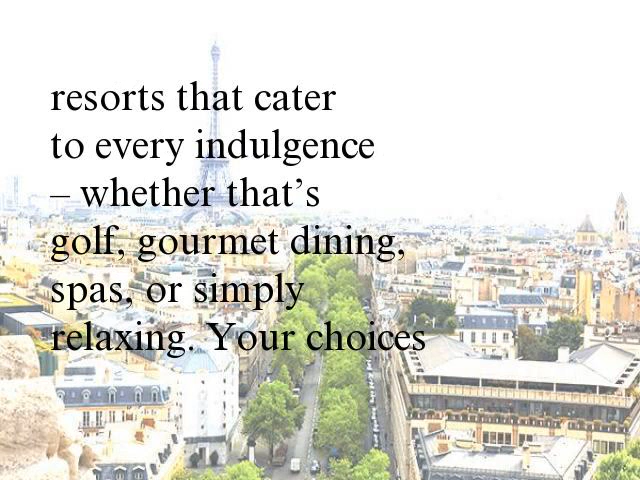 resorts that cater
to every indulgence
– whether that’s
golf, gourmet dining,
spas, or simply
relaxing. Your choices